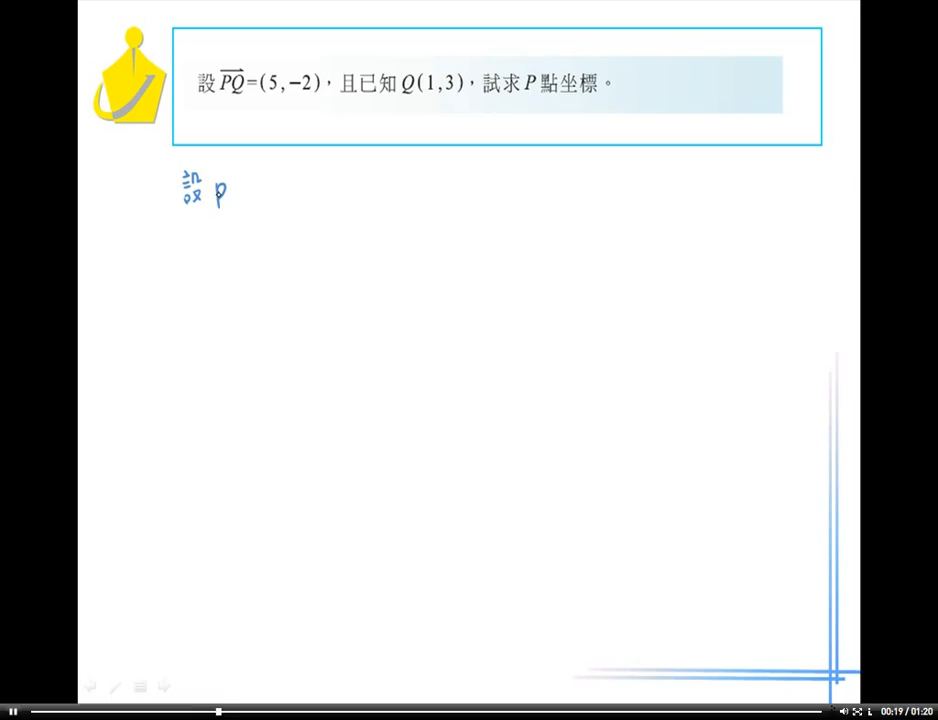 設 PQ=(5,−2)，且已知 Q(1,3)，試求 P 點坐標。
設 P
00:19 / 01:20